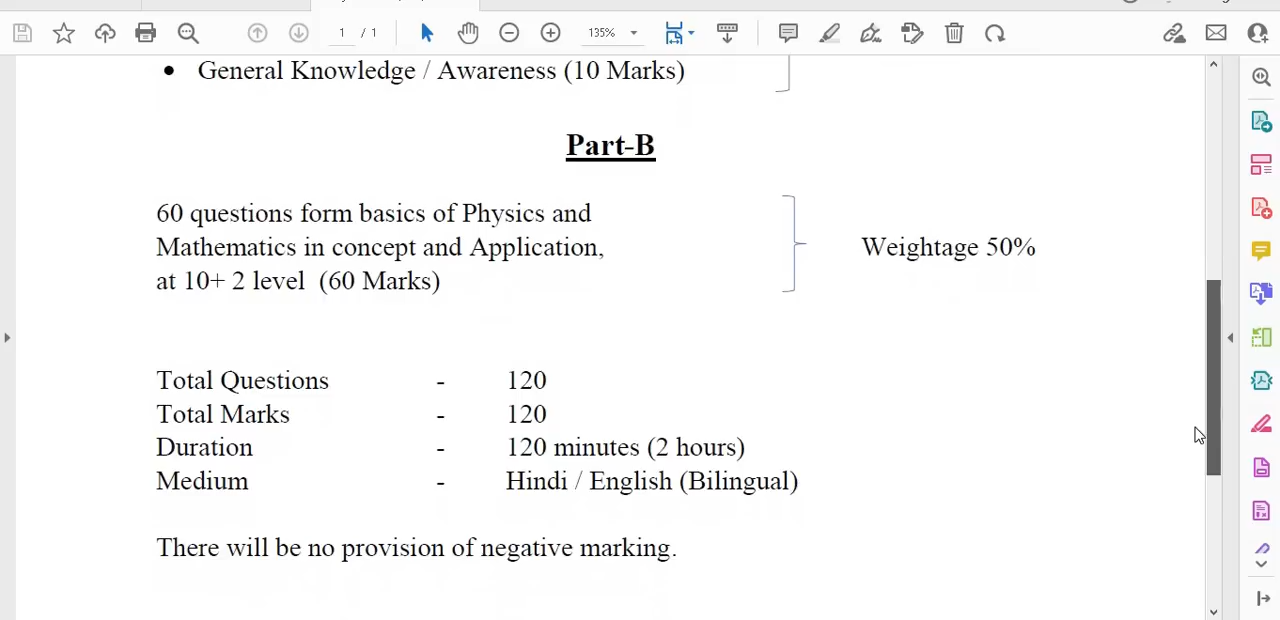 1 / 1
135%
• General Knowledge / Awareness (10 Marks)
Part-B
60 questions form basics of Physics and
Mathematics in concept and Application,
at 10+ 2 level (60 Marks)
Weightage 50%
Total Questions - 120
Total Marks - 120
Duration - 120 minutes (2 hours)
Medium - Hindi / English (Bilingual)
There will be no provision of negative marking.